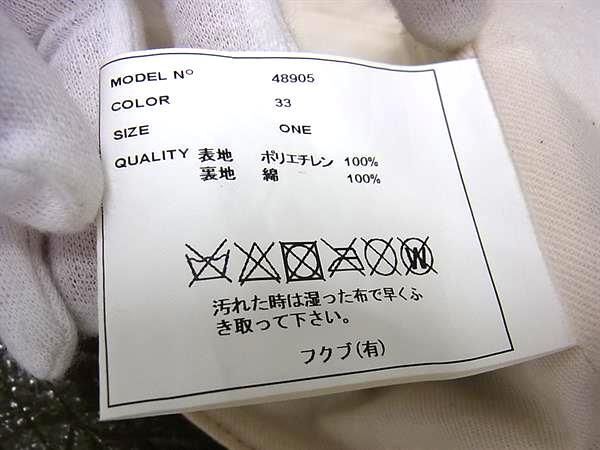 MODEL Nº 48905
COLOR 33
SIZE ONE
QUALITY 表地 ポリエチレン 100%
裏地 綿 100%
W
汚れた時は湿った布で早くふ
き取って下さい。
フクブ(有)